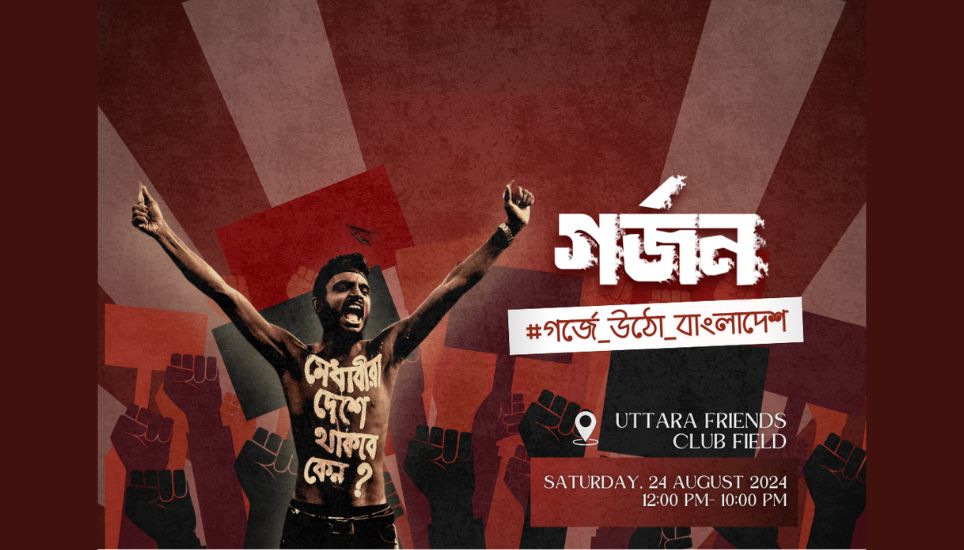 গর্জন
#গর্জে_উঠো_বাংলাদেশ
মেধাবীরা
দেশে
থাকবে
কেন?
UTTARA FRIENDS
CLUB FIELD
SATURDAY, 24 AUGUST 2024
12:00 PM- 10:00 PM